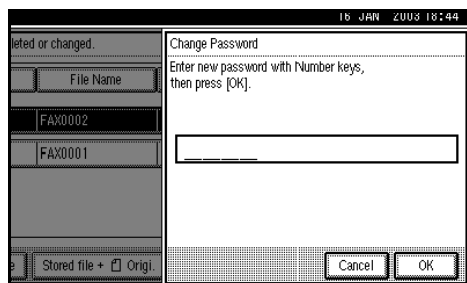 16 JAN 2003 18:44
leted or changed.
Change Password
Enter new password with Number keys,
then press [OK].
File Name
FAX0002
FAX0001
Stored file + Origi.
Cancel
OK